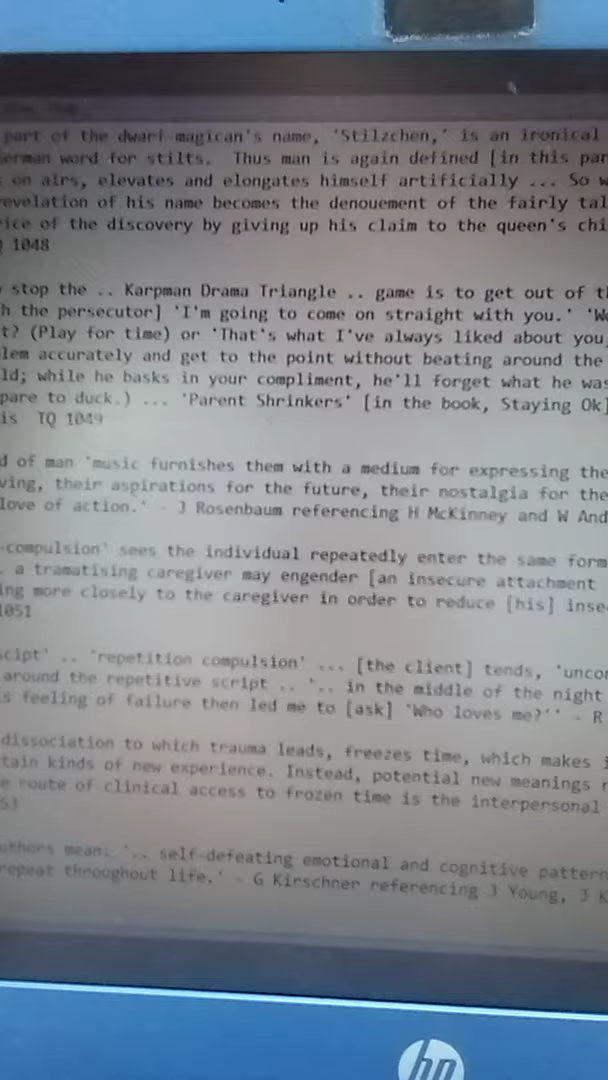 part of the dwarf magican's name, 'Stilzchen,' is an ironical
erman word for stilts. Thus man is again defined [in this par
on airs, elevates and elongates himself artificially ... So w
evelation of his name becomes the denouement of the fairly tal
ice of the discovery by giving up his claim to the queen's chi
1048
stop the .. Karpman Drama Triangle .. game is to get out of t
h the persecutor] 'I'm going to come on straight with you.' 'W
t? (Play for time) or 'That's what I've always liked about you,
lem accurately and get to the point without beating around the
ld; while he basks in your compliment, he'll forget what he was
pare to duck.) ... 'Parent Shrinkers' [in the book, Staying Ok]
is TQ 1049
d of man 'music furnishes them with a medium for expressing the
ving, their aspirations for the future, their nostalgia for the
love of action.' - J Rosenbaum referencing H McKinney and W And
-compulsion' sees the individual repeatedly enter the same form
. a tramatising caregiver may engender [an insecure attachment
ing more closely to the caregiver in order to reduce [his] inse
1051
cipt' .. 'repetition compulsion' ... [the client] tends, 'uncon
around the repetitive script .. '.. in the middle of the night
s feeling of failure then led me to [ask] 'Who loves me?'' - R
dissociation to which trauma leads, freezes time, which makes i
tain kinds of new experience. Instead, potential new meanings r
e route of clinical access to frozen time is the interpersonal
53
uthors mean: '.. self-defeating emotional and cognitive pattern
repeat throughout life.' - G Kirschner referencing J Young, J K
hp